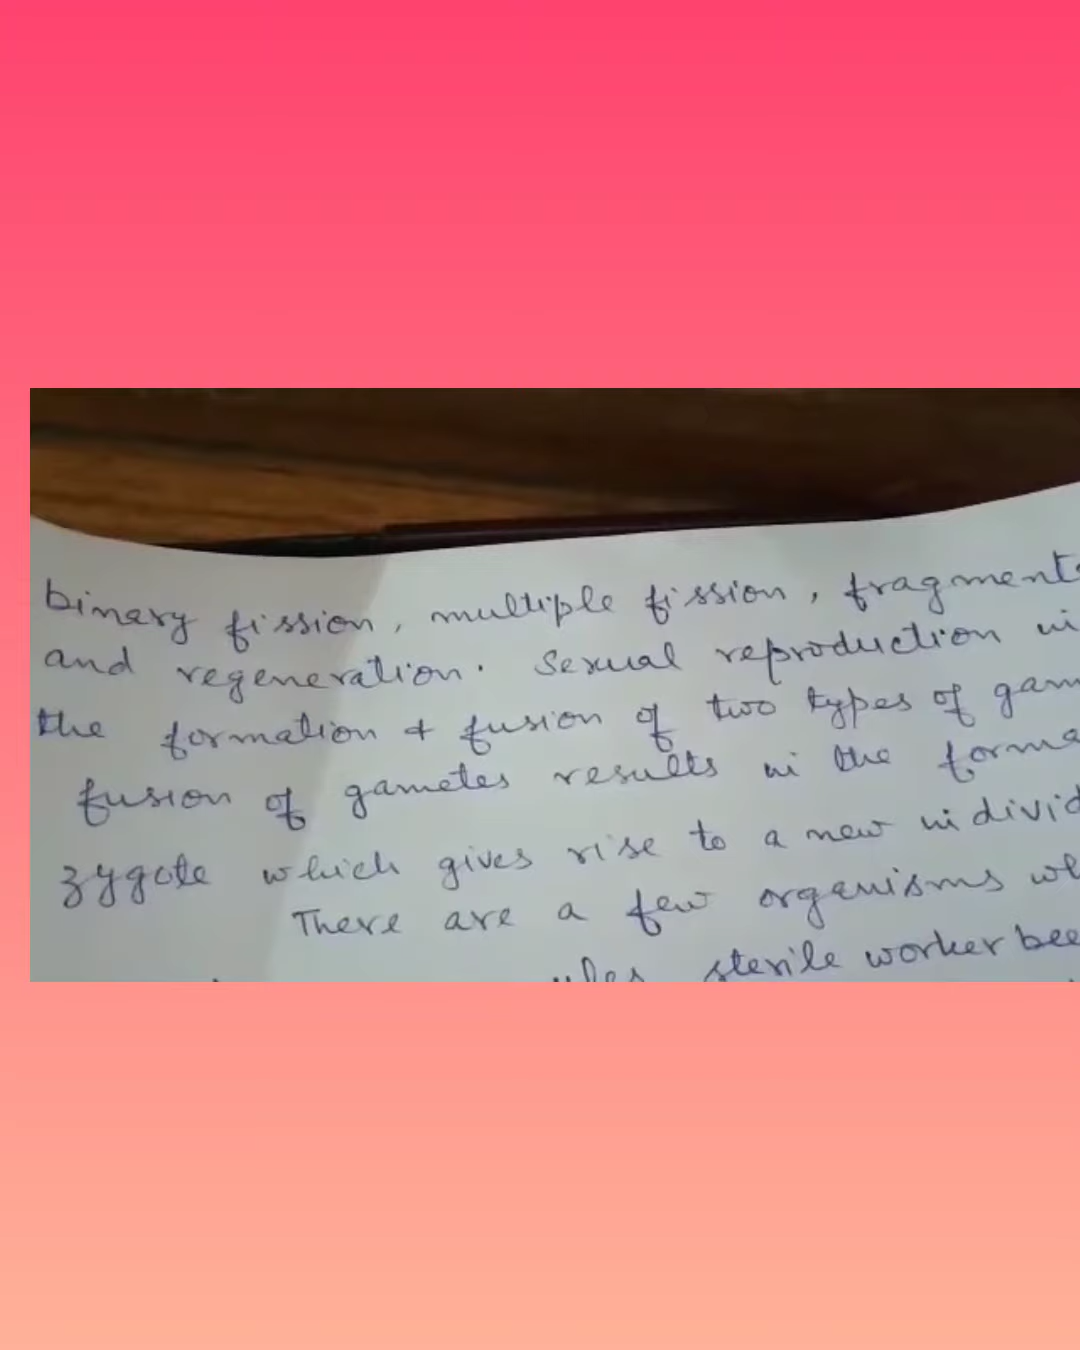 binary fission, multiple fission, fragment
and regeneration. Sexual reproduction in
the formation & fusion of two types of gam
fusion of gametes results in the forma
zygote which gives rise to a new individ
There are a few organisms wh
sterile worker bee